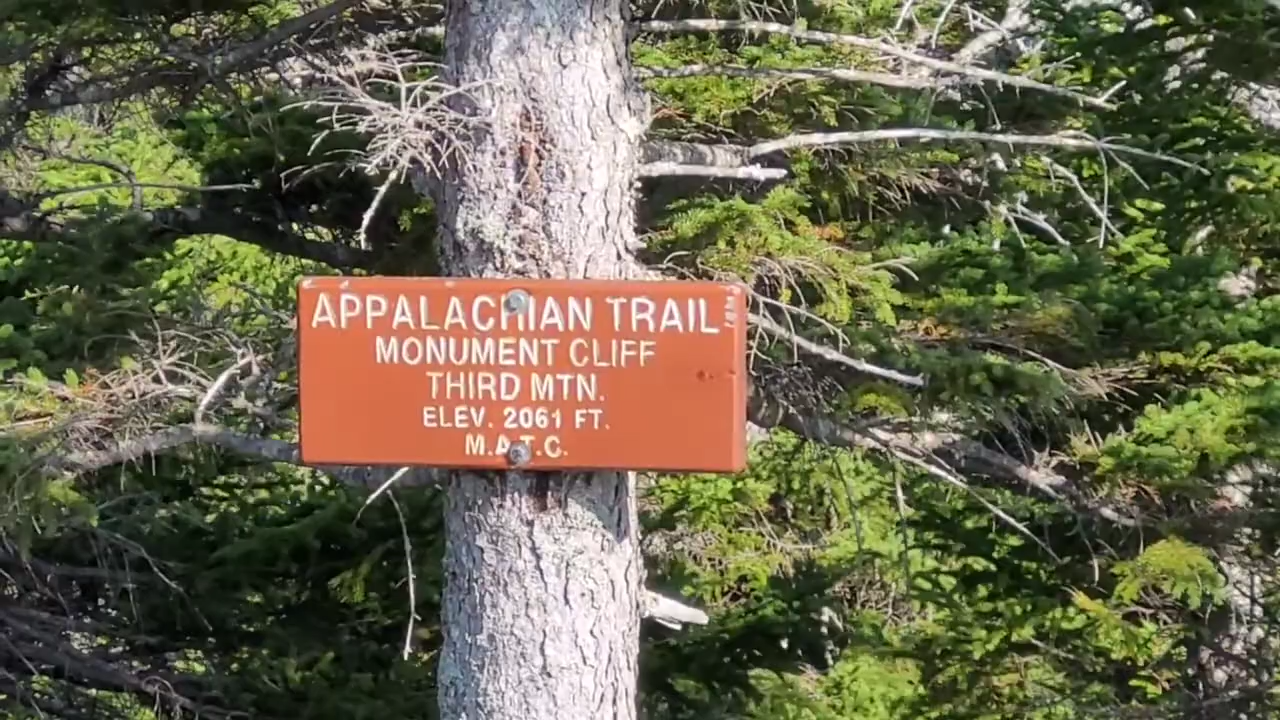 APPALACHIAN TRAIL
MONUMENT CLIFF
THIRD MTN.
ELEV. 2061 FT.
M.A.T.C.